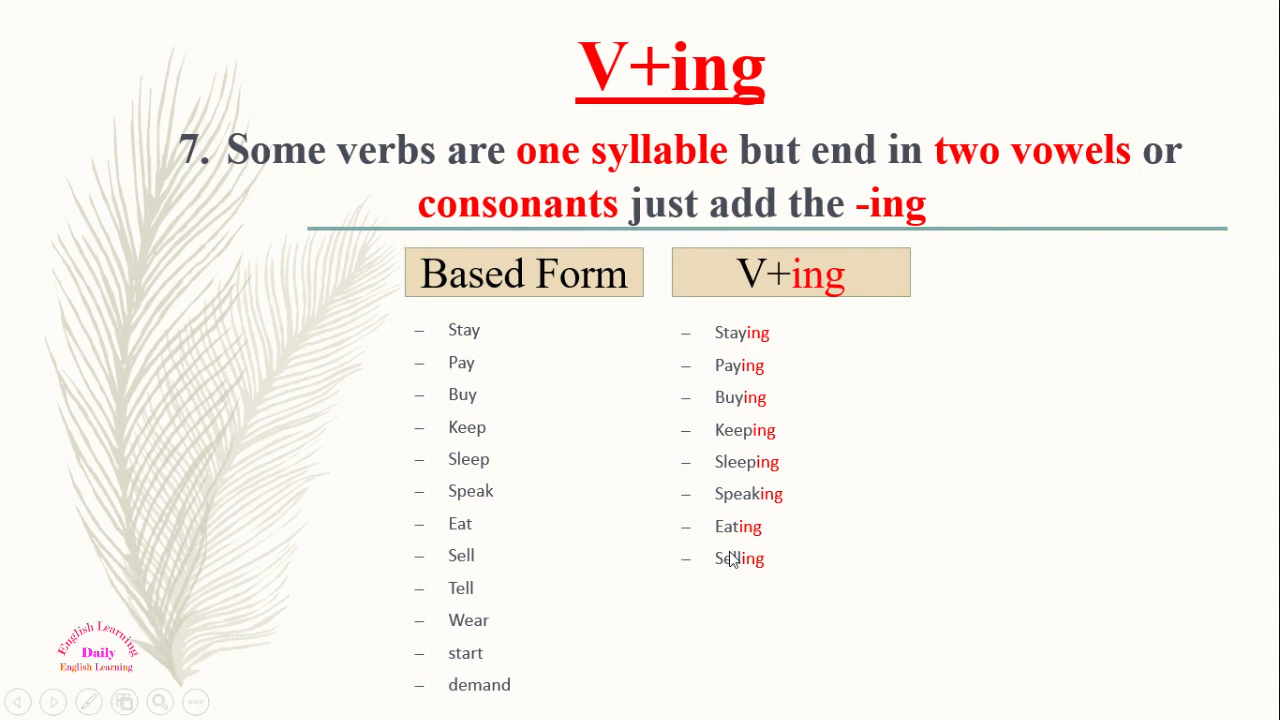 V+ing
7. Some verbs are one syllable but end in two vowels or
consonants just add the -ing
Based Form
V+ing
– Stay
– Pay
– Buy
– Keep
– Sleep
– Speak
– Eat
– Sell
– Tell
– Wear
– start
– demand
– Staying
– Paying
– Buying
– Keeping
– Sleeping
– Speaking
– Eating
– Selling
English Learning
Daily
English Learning